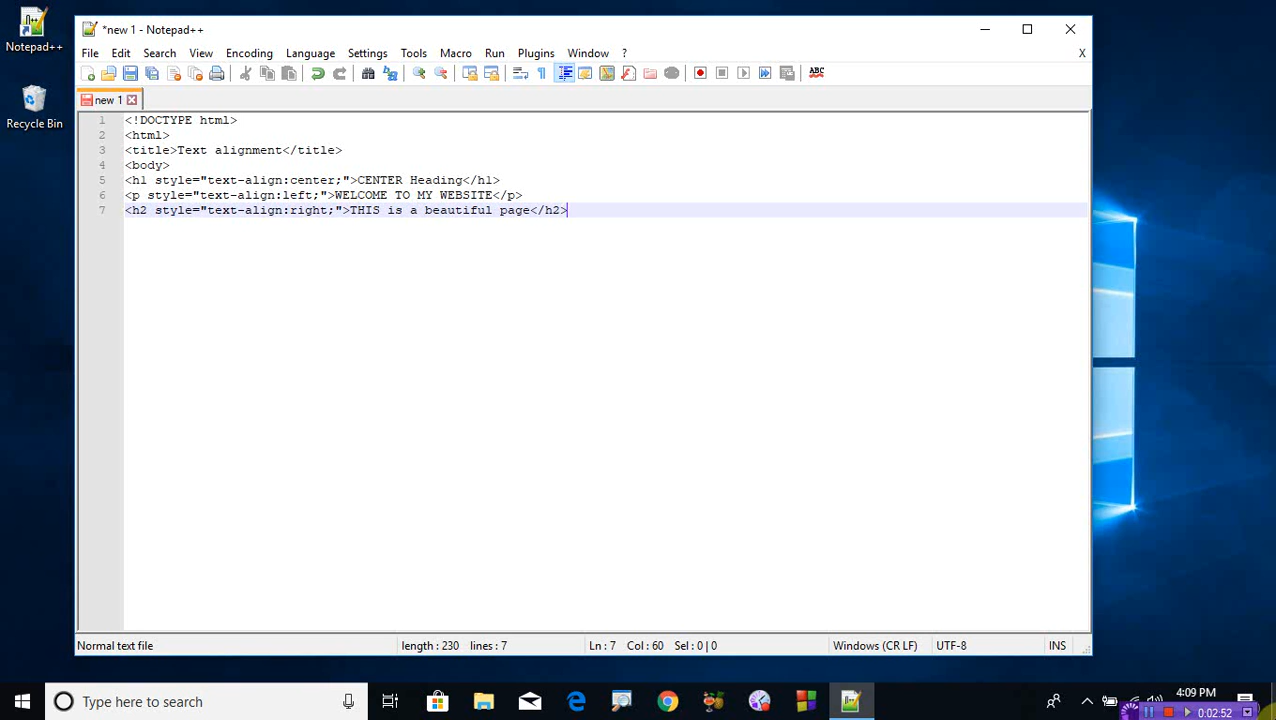 Notepad++
Recycle Bin
*new 1 - Notepad++
File Edit Search View Encoding Language Settings Tools Macro Run Plugins Window ? X
ABC
new 1
1 <!DOCTYPE html>
2 <html>
3 <title>Text alignment</title>
4 <body>
5 <h1 style="text-align:center;">CENTER Heading</h1>
6 <p style="text-align:left;">WELCOME TO MY WEBSITE</p>
7 <h2 style="text-align:right;">THIS is a beautiful page</h2>
Normal text file length : 230 lines : 7 Ln : 7 Col : 60 Sel : 0 | 0 Windows (CR LF) UTF-8 INS
Type here to search
4:09 PM
0:02:52